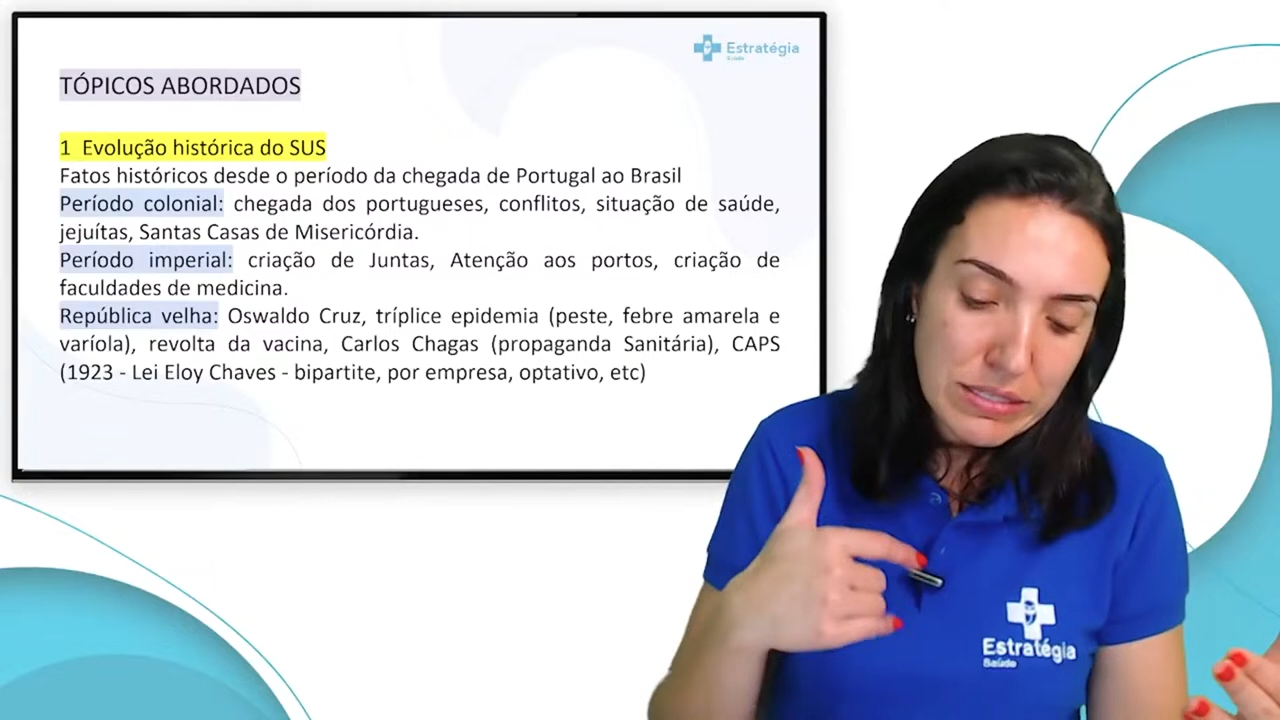 Estratégia
Saúde
TÓPICOS ABORDADOS
1 Evolução histórica do SUS
Fatos históricos desde o período da chegada de Portugal ao Brasil
Período colonial: chegada dos portugueses, conflitos, situação de saúde,
jejuítas, Santas Casas de Misericórdia.
Período imperial: criação de Juntas, Atenção aos portos, criação de
faculdades de medicina.
República velha: Oswaldo Cruz, tríplice epidemia (peste, febre amarela e
varíola), revolta da vacina, Carlos Chagas (propaganda Sanitária), CAPS
(1923 - Lei Eloy Chaves - bipartite, por empresa, optativo, etc)
Estratégia
Saúde